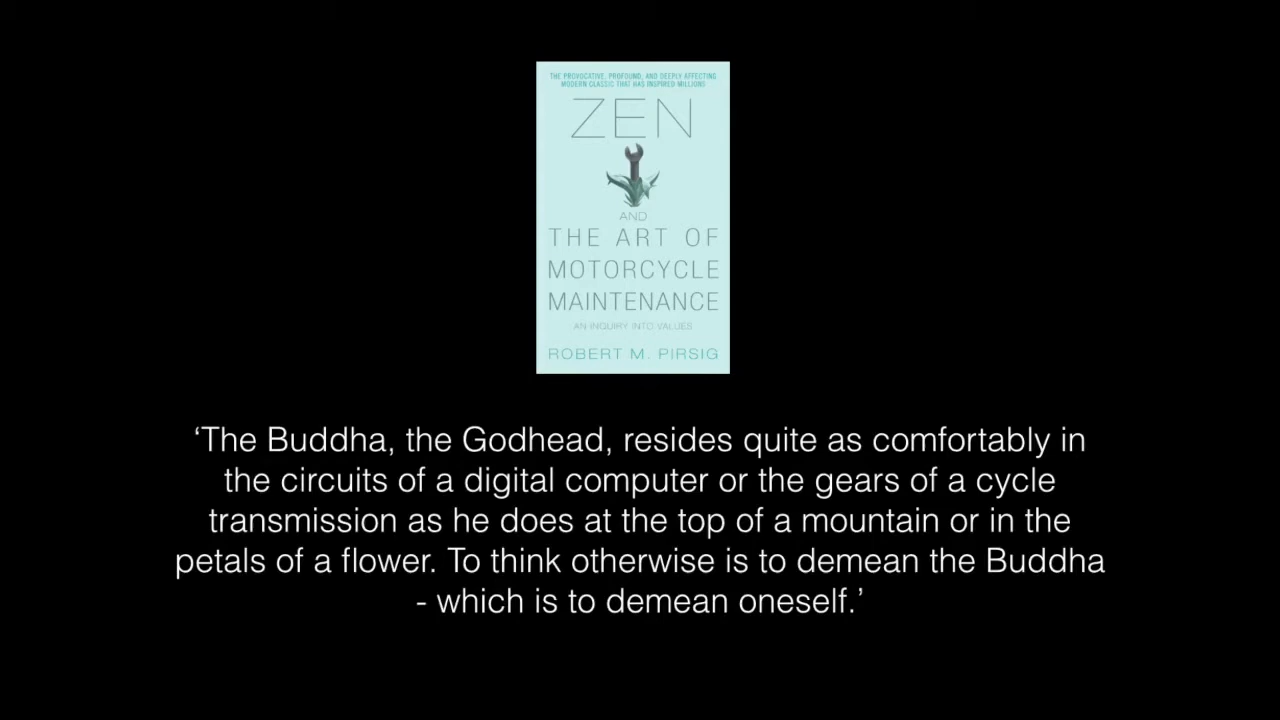 THE PROVOCATIVE, PROFOUND, AND DEEPLY AFFECTING
MODERN CLASSIC THAT HAS INSPIRED MILLIONS
ZEN
AND
THE ART OF
MOTORCYCLE
MAINTENANCE
AN INQUIRY INTO VALUES
ROBERT M. PIRSIG
‘The Buddha, the Godhead, resides quite as comfortably in
the circuits of a digital computer or the gears of a cycle
transmission as he does at the top of a mountain or in the
petals of a flower. To think otherwise is to demean the Buddha
- which is to demean oneself.’